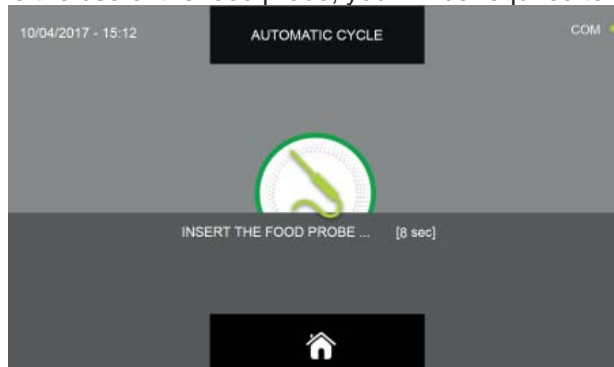 10/04/2017 - 15:12
AUTOMATIC CYCLE
COM
INSERT THE FOOD PROBE ... [8 sec]